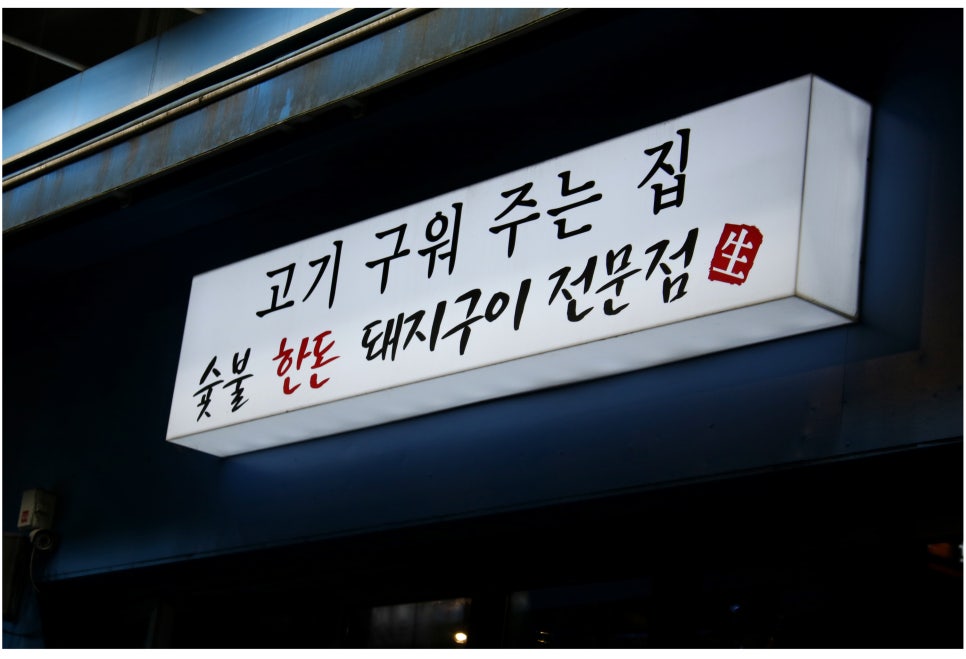 고기 구워 주는 집
숯불 한돈 돼지구이 전문점 生